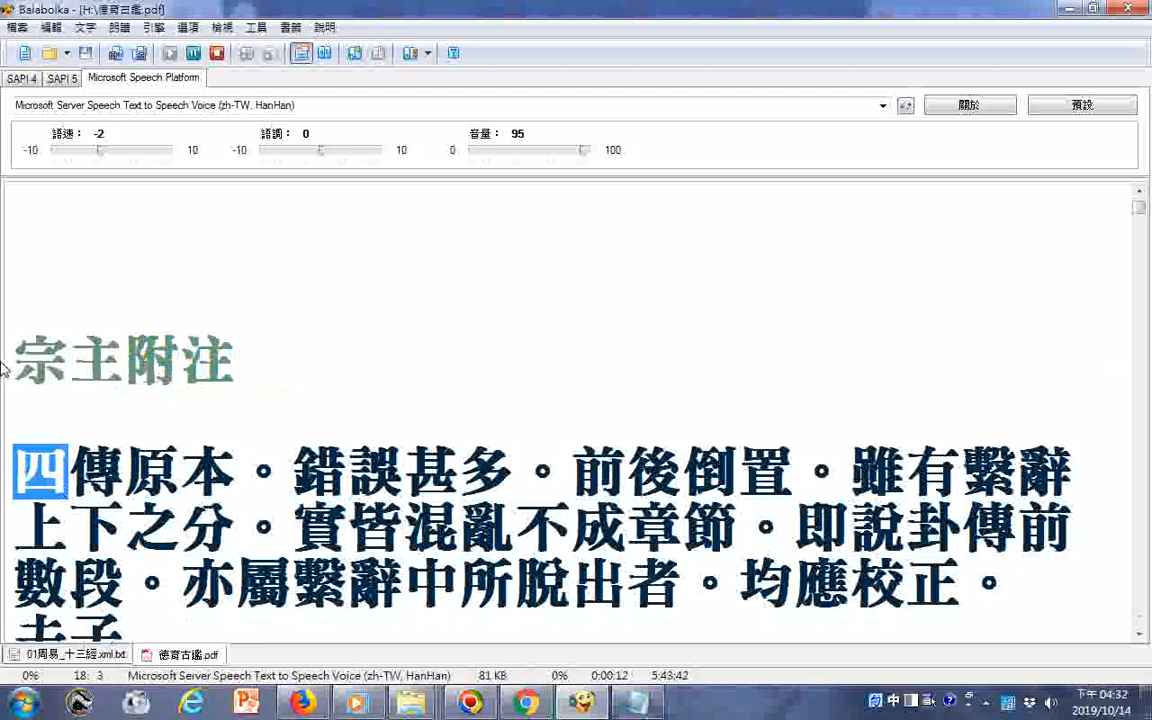 Balabolka - [H:\德育古鑑.pdf]
檔案 編輯 文字 朗讀 引擎 選項 檢視 工具 書籤 說明
SAPI 4 SAPI 5 Microsoft Speech Platform
Microsoft Server Speech Text to Speech Voice (zh-TW, HanHan) 關於 預設
語速： -2 語調： 0 音量： 95
-10 10 -10 10 0 100
宗主附注
四傳原本。錯誤甚多。前後倒置。雖有繫辭
上下之分。實皆混亂不成章節。即說卦傳前
數段。亦屬繫辭中所脫出者。均應校正。
夫子
01周易_十三經.xml.txt 德育古鑑.pdf
0% 18: 3 Microsoft Server Speech Text to Speech Voice (zh-TW, HanHan) 81 KB 0% 0:00:12 5:43:42
中 下午 04:32
2019/10/14